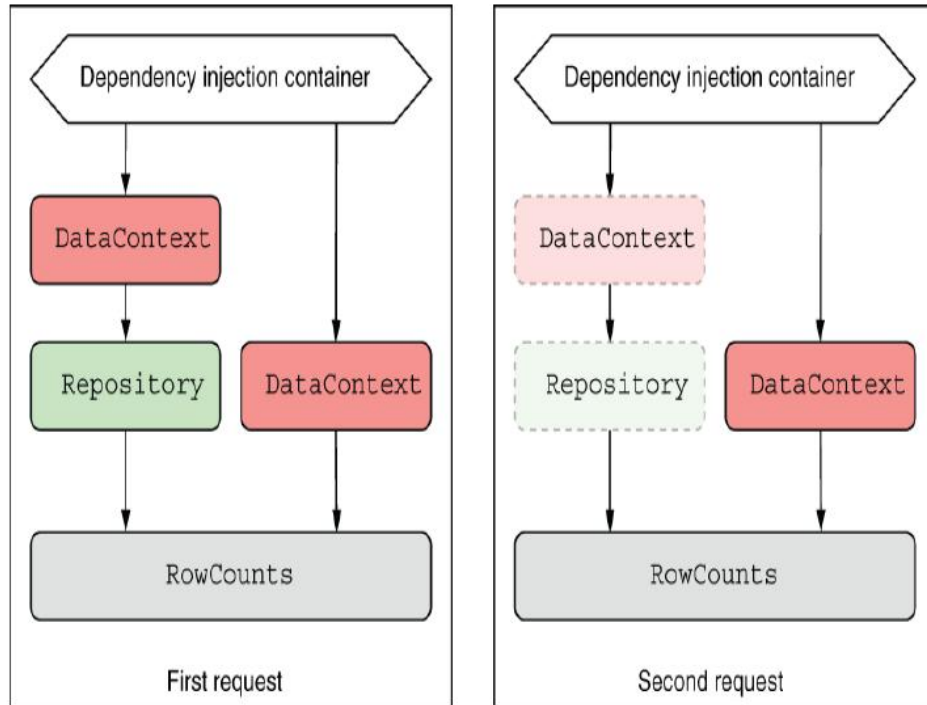 Dependency injection container
DataContext
Repository
DataContext
RowCounts
First request
Dependency injection container
DataContext
Repository
DataContext
RowCounts
Second request